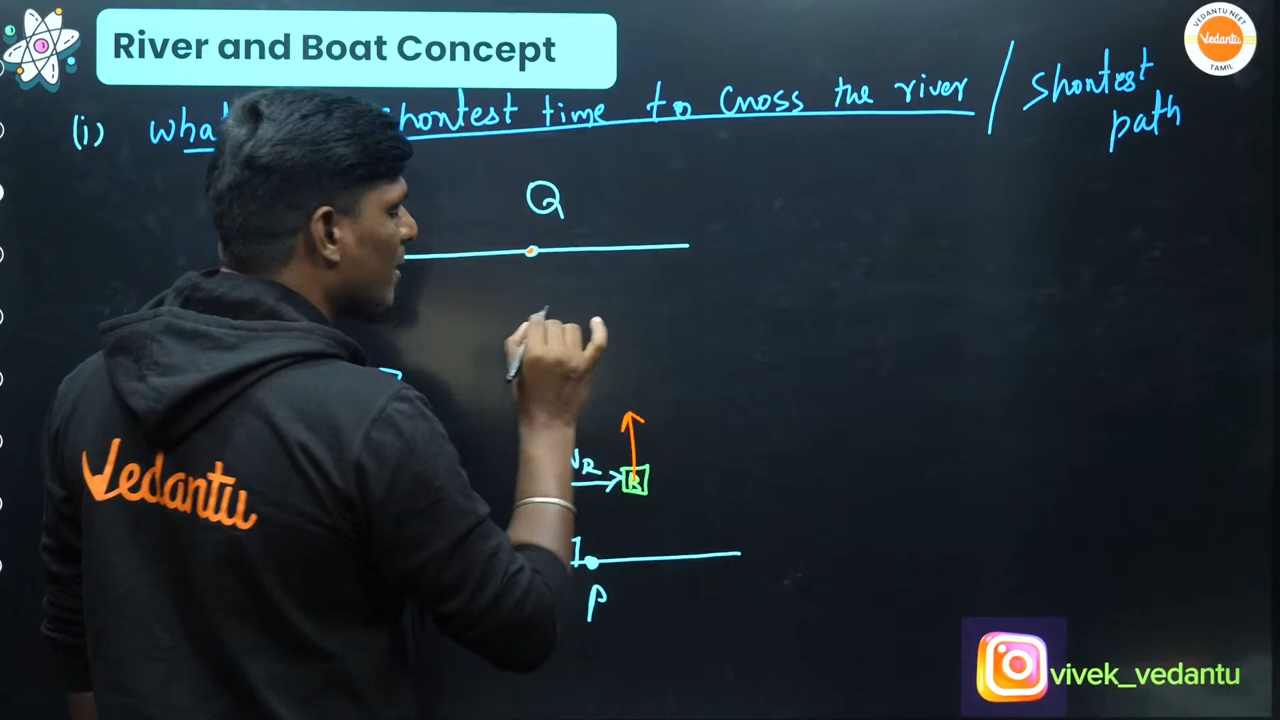 River and Boat Concept
VEDANTU NEET
Vedantu
TAMIL
(i) wha shortest time to cross the river / shortest
path
Q
VR
R
P
Vedantu
vivek_vedantu